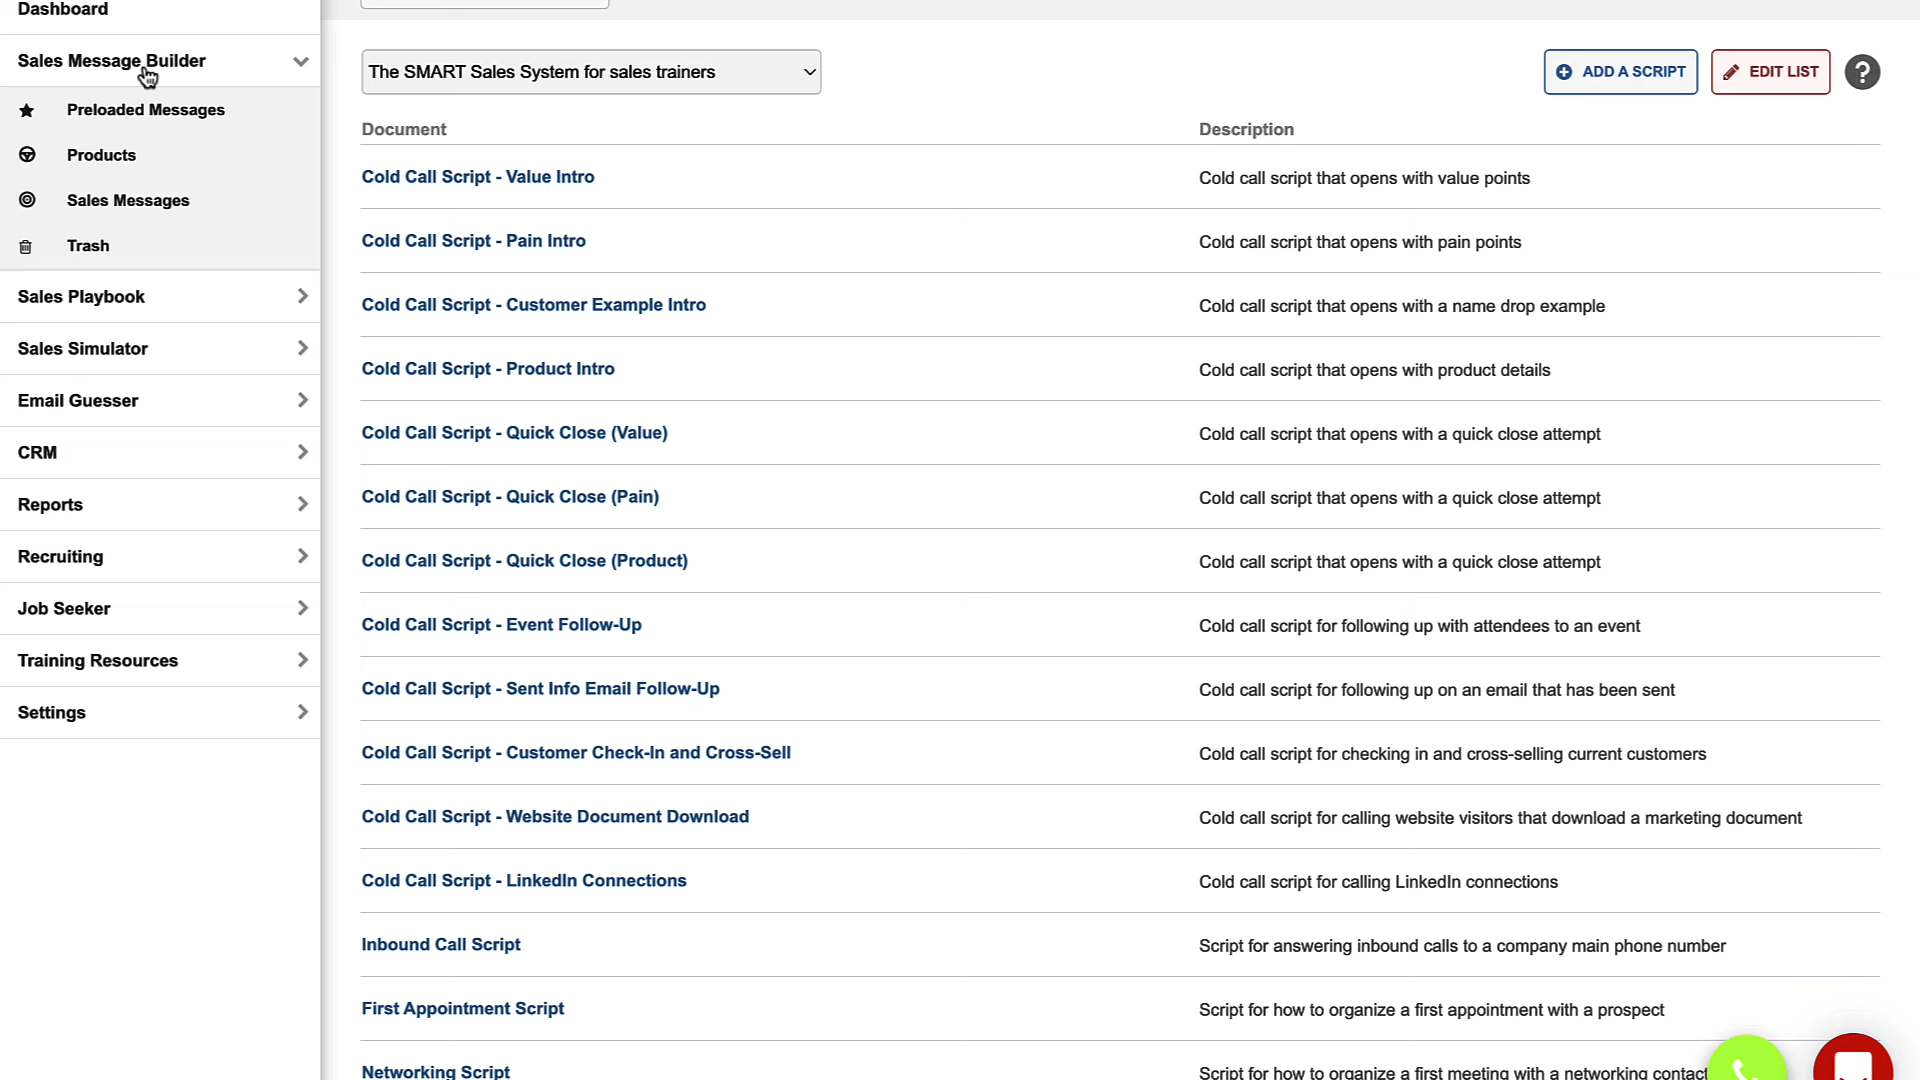 Dashboard
Sales Message Builder
Preloaded Messages
Products
Sales Messages
Trash
Sales Playbook
Sales Simulator
Email Guesser
CRM
Reports
Recruiting
Job Seeker
Training Resources
Settings
The SMART Sales System for sales trainers
ADD A SCRIPT
EDIT LIST
?
Document Description
Cold Call Script - Value Intro Cold call script that opens with value points
Cold Call Script - Pain Intro Cold call script that opens with pain points
Cold Call Script - Customer Example Intro Cold call script that opens with a name drop example
Cold Call Script - Product Intro Cold call script that opens with product details
Cold Call Script - Quick Close (Value) Cold call script that opens with a quick close attempt
Cold Call Script - Quick Close (Pain) Cold call script that opens with a quick close attempt
Cold Call Script - Quick Close (Product) Cold call script that opens with a quick close attempt
Cold Call Script - Event Follow-Up Cold call script for following up with attendees to an event
Cold Call Script - Sent Info Email Follow-Up Cold call script for following up on an email that has been sent
Cold Call Script - Customer Check-In and Cross-Sell Cold call script for checking in and cross-selling current customers
Cold Call Script - Website Document Download Cold call script for calling website visitors that download a marketing document
Cold Call Script - LinkedIn Connections Cold call script for calling LinkedIn connections
Inbound Call Script Script for answering inbound calls to a company main phone number
First Appointment Script Script for how to organize a first appointment with a prospect
Networking Script Script for how to organize a first meeting with a networking contact